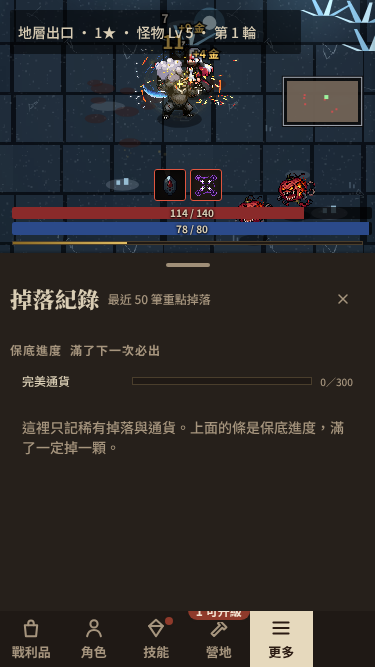 地層出口 · 1★ · 怪物 LV 5 · 第 1 輪
114 / 140
78 / 80
掉落紀錄 最近 50 筆重點掉落 ×
保底進度 滿了下一次必出
完美通貨 0／300
這裡只記稀有掉落與通貨。上面的條是保底進度，滿
了一定掉一顆。
1 可升級
戰利品 角色 技能 營地 更多